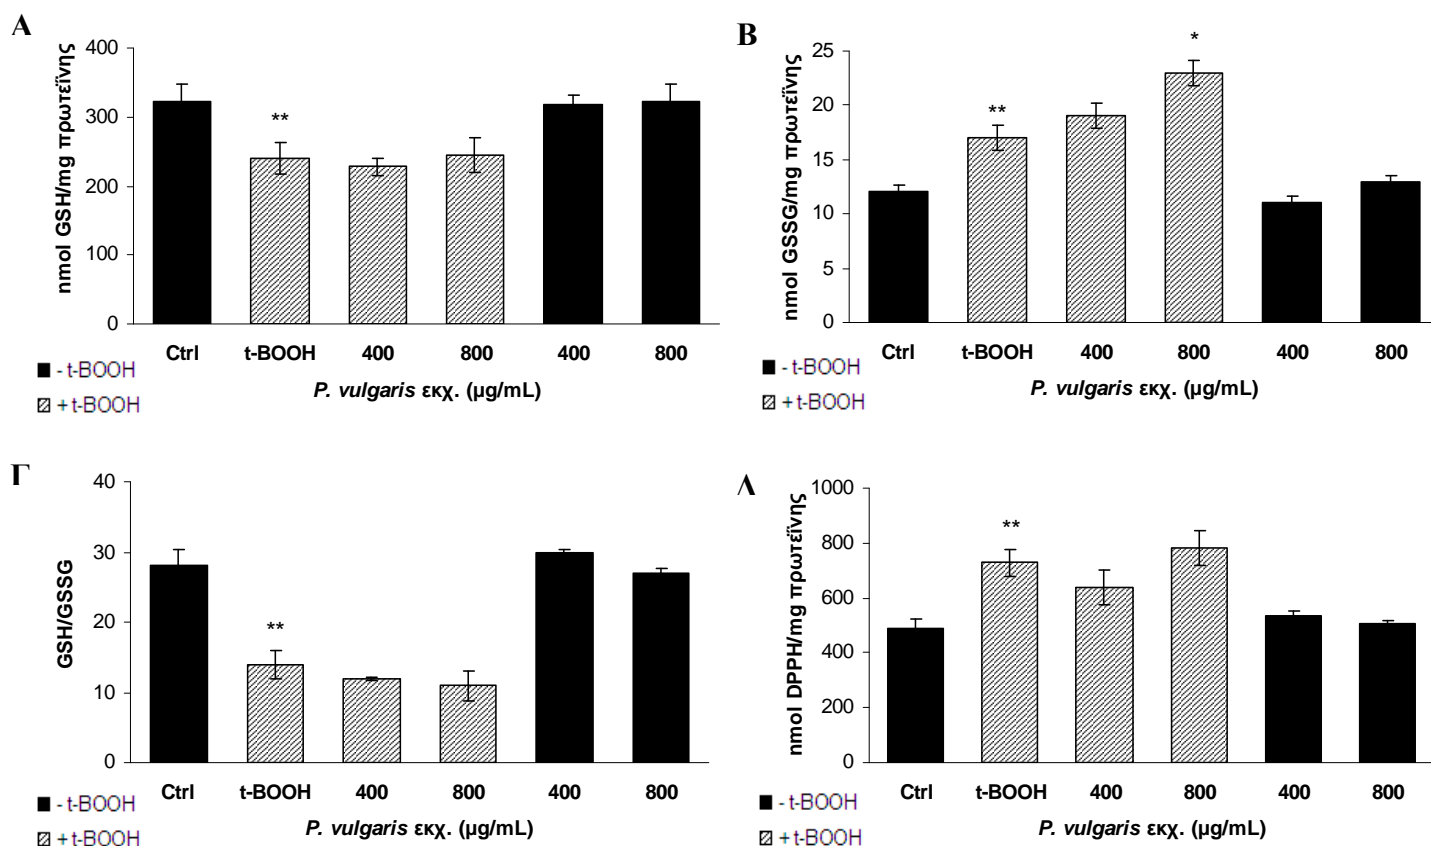 Α
nmol GSH/mg πρωτεΐνης
400
300
200
100
0
**
Ctrl t-BOOH 400 800 400 800
- t-BOOH
+ t-BOOH
P. vulgaris εκχ. (µg/mL)
Β
nmol GSSG/mg πρωτεΐνης
25
20
15
10
5
0
**
*
Ctrl t-BOOH 400 800 400 800
- t-BOOH
+ t-BOOH
P. vulgaris εκχ. (µg/mL)
Γ
GSH/GSSG
40
30
20
10
0
**
Ctrl t-BOOH 400 800 400 800
- t-BOOH
+ t-BOOH
P. vulgaris εκχ. (µg/mL)
Δ
nmol DPPH/mg πρωτεΐνης
1000
800
600
400
200
0
**
Ctrl t-BOOH 400 800 400 800
- t-BOOH
+ t-BOOH
P. vulgaris εκχ. (µg/mL)